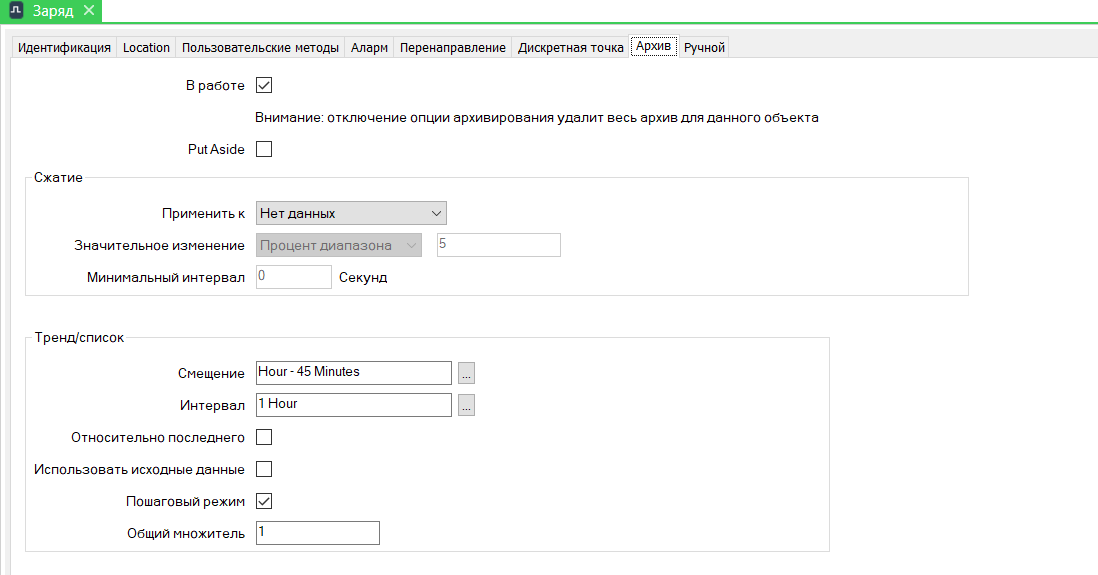 Заряд
Идентификация Location Пользовательские методы Аларм Перенаправление Дискретная точка Архив Ручной
В работе
Внимание: отключение опции архивирования удалит весь архив для данного объекта
Put Aside
Сжатие
Применить к Нет данных
Значительное изменение Процент диапазона 5
Минимальный интервал 0 Секунд
Тренд/список
Смещение Hour - 45 Minutes ...
Интервал 1 Hour ...
Относительно последнего
Использовать исходные данные
Пошаговый режим
Общий множитель 1